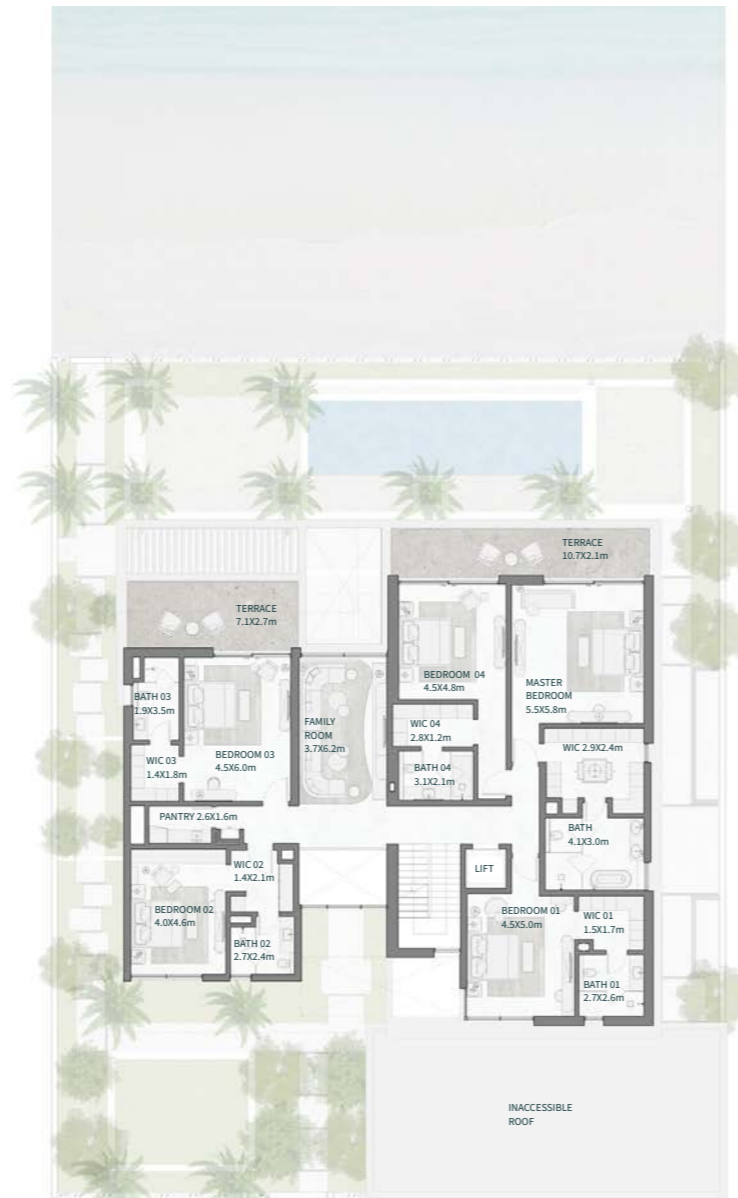 TERRACE
10.7X2.1m
TERRACE
7.1X2.7m
BEDROOM 04
4.5X4.8m
MASTER
BEDROOM
5.5X5.8m
BATH 03
1.9X3.5m
FAMILY
ROOM
3.7X6.2m
WIC 04
2.8X1.2m
BEDROOM 03
4.5X6.0m
WIC 2.9X2.4m
WIC 03
1.4X1.8m
BATH 04
3.1X2.1m
PANTRY 2.6X1.6m
BATH
4.1X3.0m
WIC 02
1.4X2.1m
LIFT
BEDROOM 02
4.0X4.6m
BEDROOM 01
4.5X5.0m
WIC 01
1.5X1.7m
BATH 02
2.7X2.4m
BATH 01
2.7X2.6m
INACCESSIBLE
ROOF